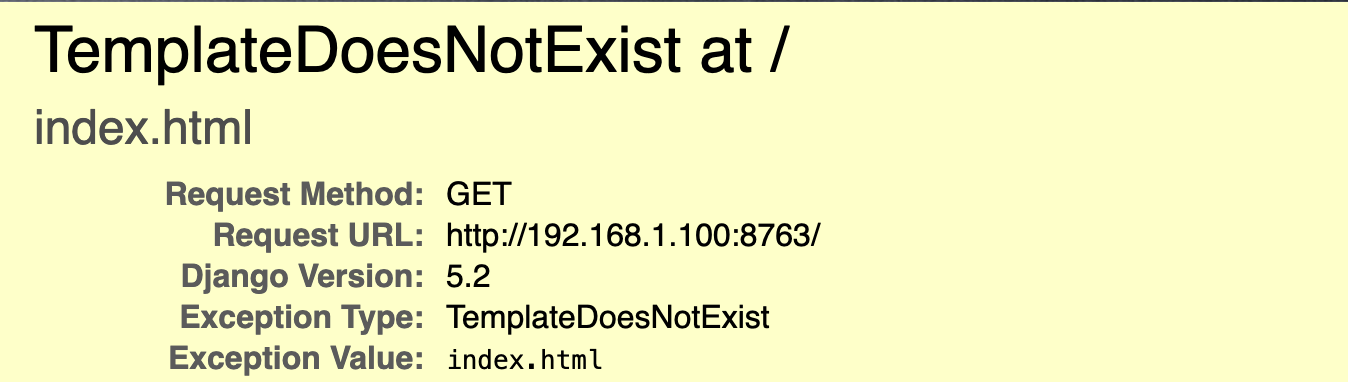 TemplateDoesNotExist at /
index.html
Request Method: GET
Request URL: http://192.168.1.100:8763/
Django Version: 5.2
Exception Type: TemplateDoesNotExist
Exception Value: index.html